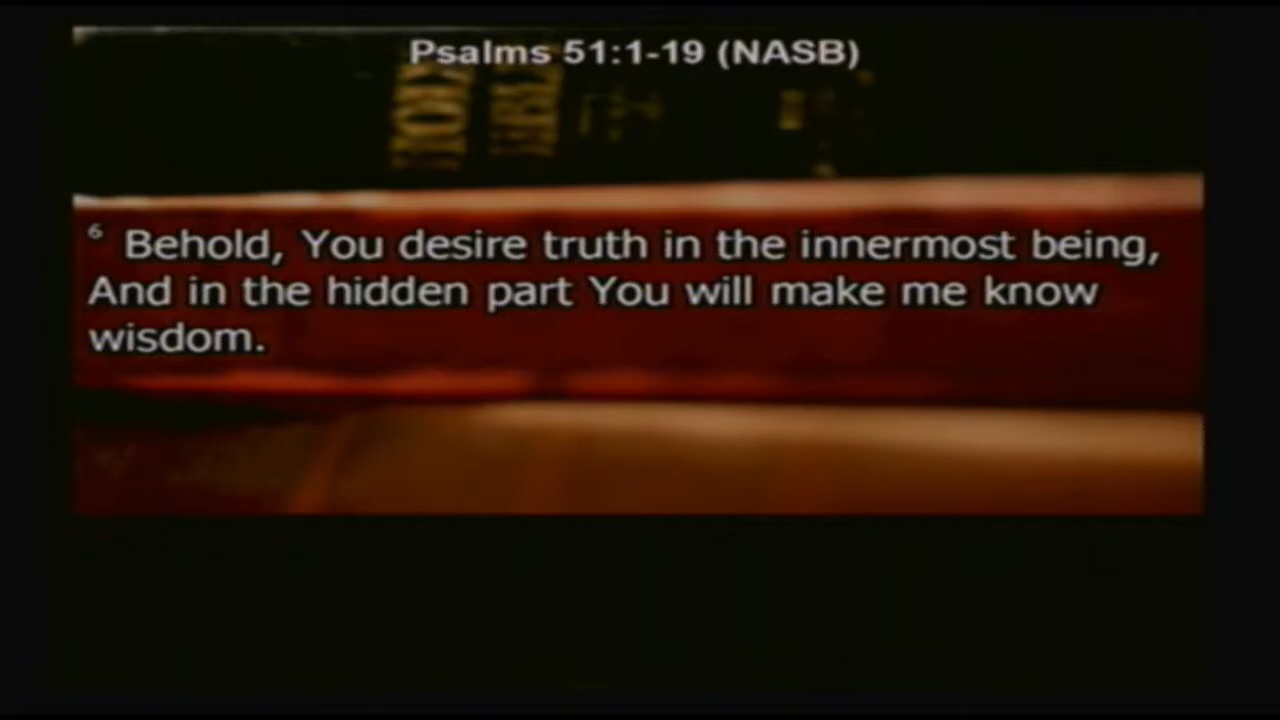 Psalms 51:1-19 (NASB)
6 Behold, You desire truth in the innermost being,
And in the hidden part You will make me know
wisdom.